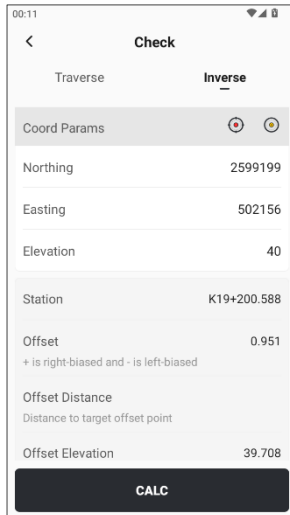 00:11
Check
Traverse Inverse
Coord Params
Northing 2599199
Easting 502156
Elevation 40
Station K19+200.588
Offset 0.951
+ is right-biased and - is left-biased
Offset Distance
Distance to target offset point
Offset Elevation 39.708
CALC